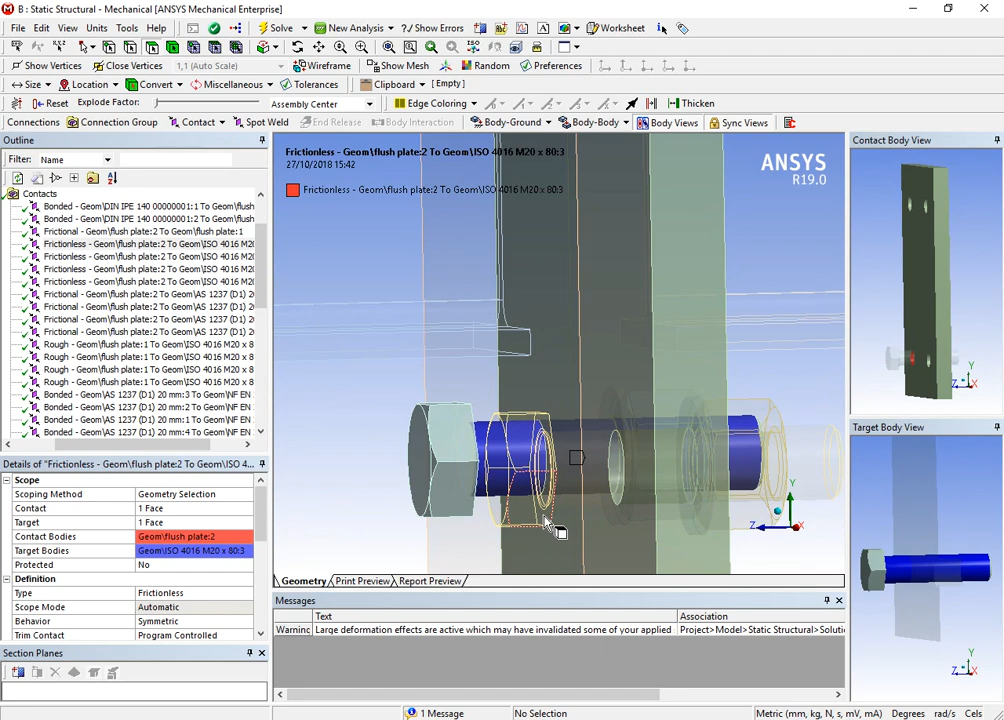 B : Static Structural - Mechanical [ANSYS Mechanical Enterprise]
File Edit View Units Tools Help Solve New Analysis ?/ Show Errors Worksheet
Show Vertices Close Vertices 1,1 (Auto Scale) Wireframe Show Mesh Random Preferences
Size Location Convert Miscellaneous Tolerances Clipboard [ Empty ]
Reset Explode Factor: Assembly Center Edge Coloring Thicken
Connections Connection Group Contact Spot Weld End Release Body Interaction Body-Ground Body-Body Body Views Sync Views
Outline
Filter: Name
Contacts
Bonded - Geom\DIN IPE 140 00000001:1 To Geom\flush
Bonded - Geom\DIN IPE 140 00000001:2 To Geom\flush
Frictional - Geom\flush plate:2 To Geom\flush plate:1
Frictionless - Geom\flush plate:2 To Geom\ISO 4016 M20
Frictionless - Geom\flush plate:2 To Geom\ISO 4016 M20
Frictionless - Geom\flush plate:2 To Geom\ISO 4016 M20
Frictionless - Geom\flush plate:2 To Geom\ISO 4016 M20
Frictional - Geom\flush plate:2 To Geom\AS 1237 (D1) 20
Frictional - Geom\flush plate:2 To Geom\AS 1237 (D1) 20
Frictional - Geom\flush plate:2 To Geom\AS 1237 (D1) 20
Frictional - Geom\flush plate:2 To Geom\AS 1237 (D1) 20
Rough - Geom\flush plate:1 To Geom\ISO 4016 M20 x 8
Rough - Geom\flush plate:1 To Geom\ISO 4016 M20 x 8
Rough - Geom\flush plate:1 To Geom\ISO 4016 M20 x 8
Rough - Geom\flush plate:1 To Geom\ISO 4016 M20 x 8
Bonded - Geom\AS 1237 (D1) 20 mm:3 To Geom\NF EN
Bonded - Geom\AS 1237 (D1) 20 mm:2 To Geom\NF EN
Bonded - Geom\AS 1237 (D1) 20 mm:1 To Geom\NF EN
Bonded - Geom\AS 1237 (D1) 20 mm:4 To Geom\NF EN
Details of "Frictionless - Geom\flush plate:2 To Geom\ISO 4...
Scope
Scoping Method Geometry Selection
Contact 1 Face
Target 1 Face
Contact Bodies Geom\flush plate:2
Target Bodies Geom\ISO 4016 M20 x 80:3
Protected No
Definition
Type Frictionless
Scope Mode Automatic
Behavior Symmetric
Trim Contact Program Controlled
Section Planes
Frictionless - Geom\flush plate:2 To Geom\ISO 4016 M20 x 80:3
27/10/2018 15:42
Frictionless - Geom\flush plate:2 To Geom\ISO 4016 M20 x 80:3
ANSYS
R19.0
Y
Z X
Geometry Print Preview Report Preview
Messages
Text Association
Warninc Large deformation effects are active which may have invalidated some of your applied Project>Model>Static Structural>Soluti
Contact Body View
Y
Z X
Target Body View
Y
Z X
1 Message No Selection Metric (mm, kg, N, s, mV, mA) Degrees rad/s Cels